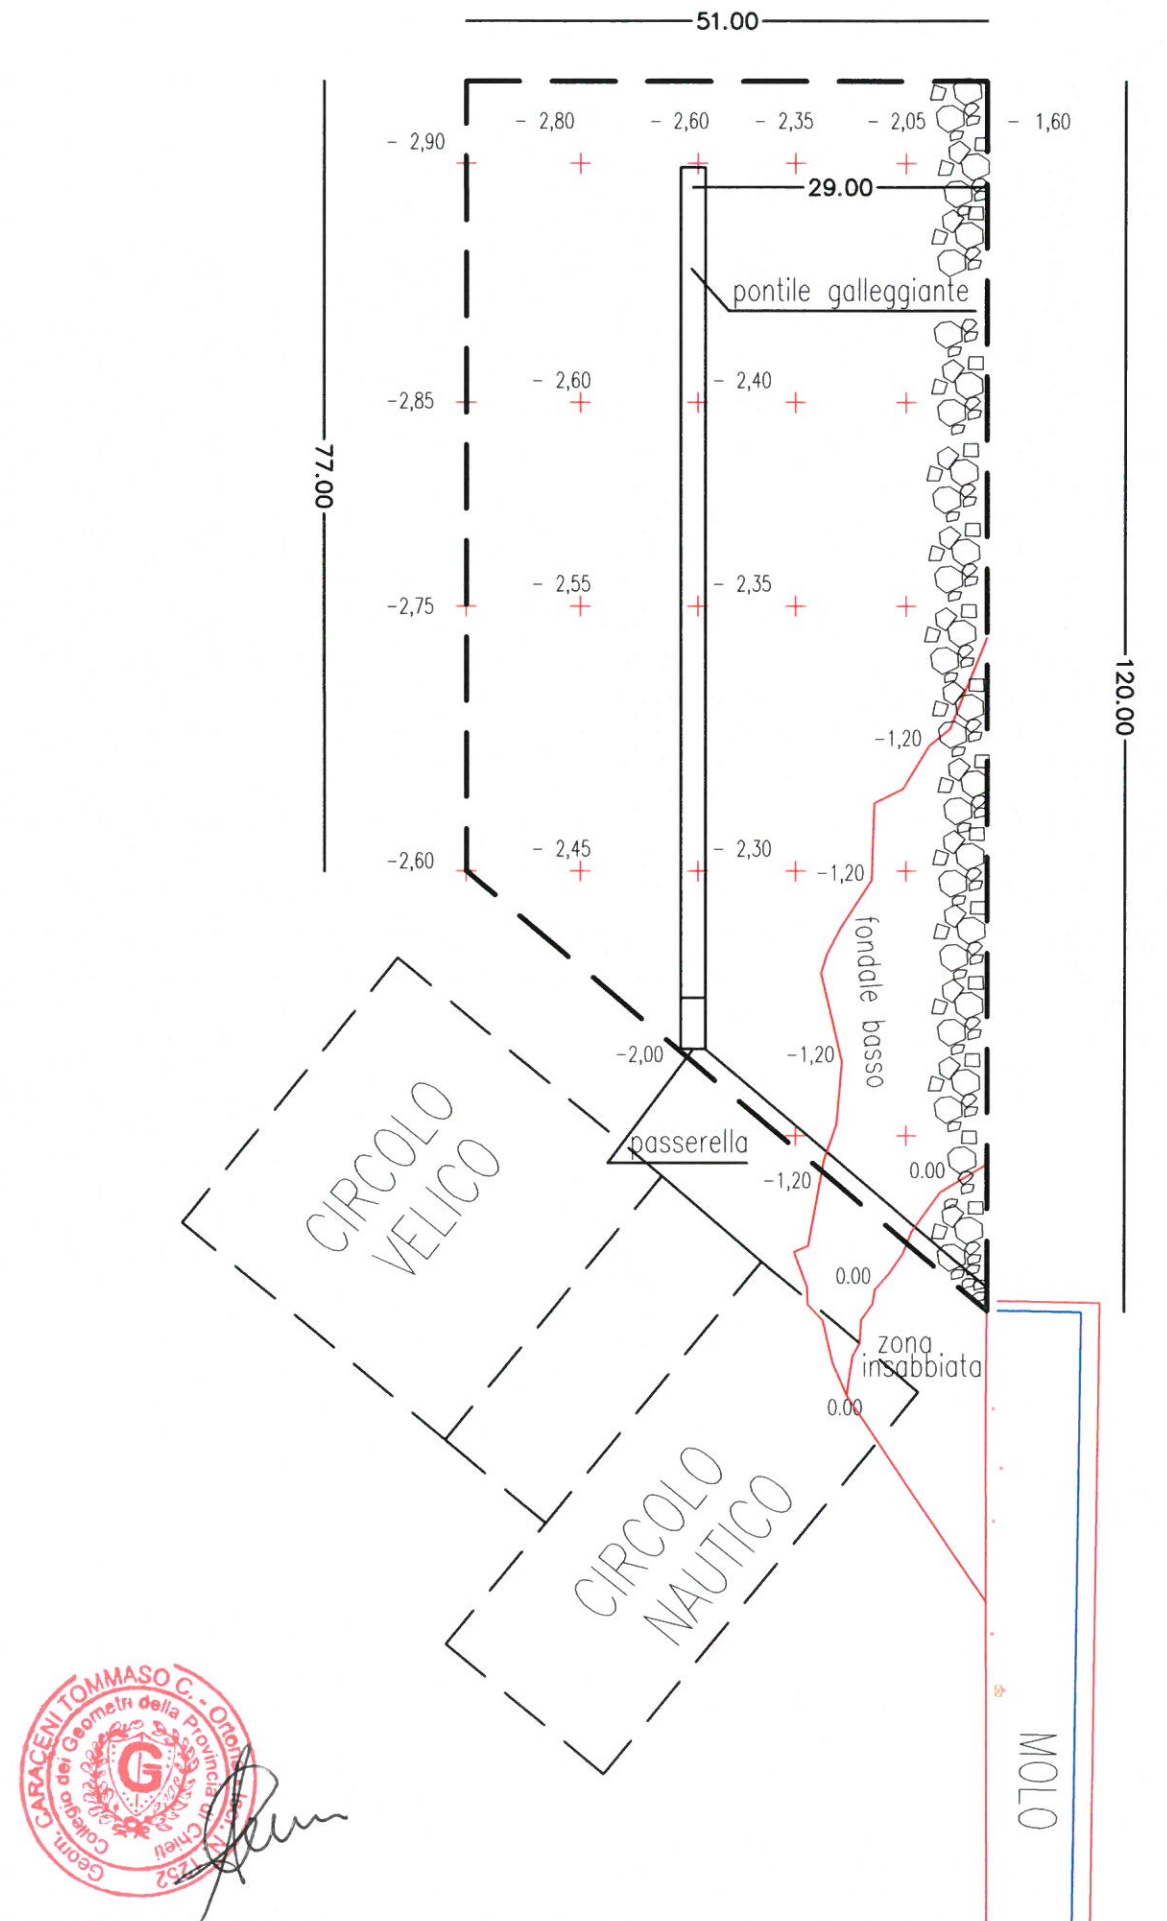 51.00
- 2,90
- 2,80
- 2,60
- 2,35
- 2,05
- 1,60
29.00
pontile galleggiante
-2,85
- 2,60
- 2,40
77.00
-2,75
- 2,55
- 2,35
120.00
-1,20
-2,60
- 2,45
- 2,30
-1,20
fondale basso
-2,00
-1,20
passerella
-1,20
0.00
CIRCOLO
VELICO
0.00
zona
insabbiata
0.00
CIRCOLO
NAUTICO
MOLO
Geom. CARACENI TOMMASO C. - Ortona - Iscr. N. 1252
Collegio dei Geometri della Provincia di Chieti
G